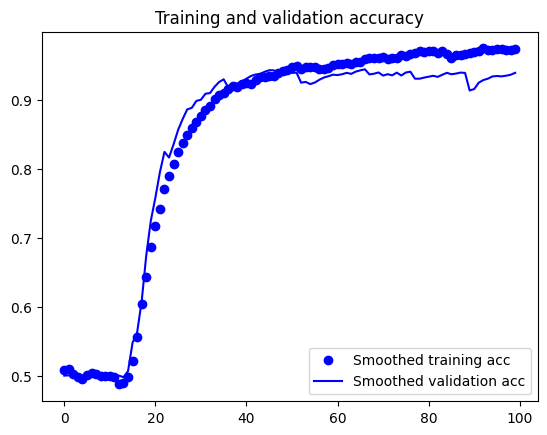 Training and validation accuracy
0.9
0.8
0.7
0.6
0.5
Smoothed training acc
Smoothed validation acc
0 20 40 60 80 100